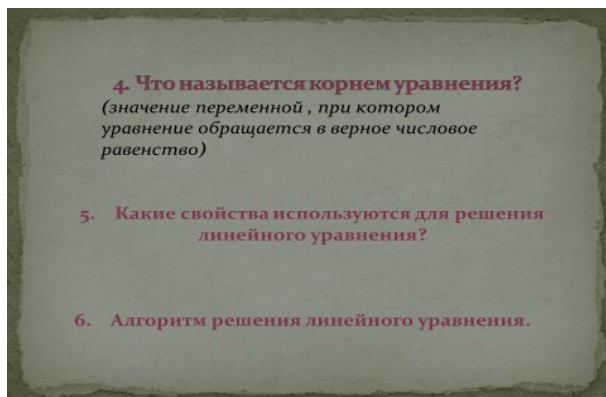 4. Что называется корнем уравнения?
(значение переменной , при котором
уравнение обращается в верное числовое
равенство)
5. Какие свойства используются для решения
линейного уравнения?
6. Алгоритм решения линейного уравнения.